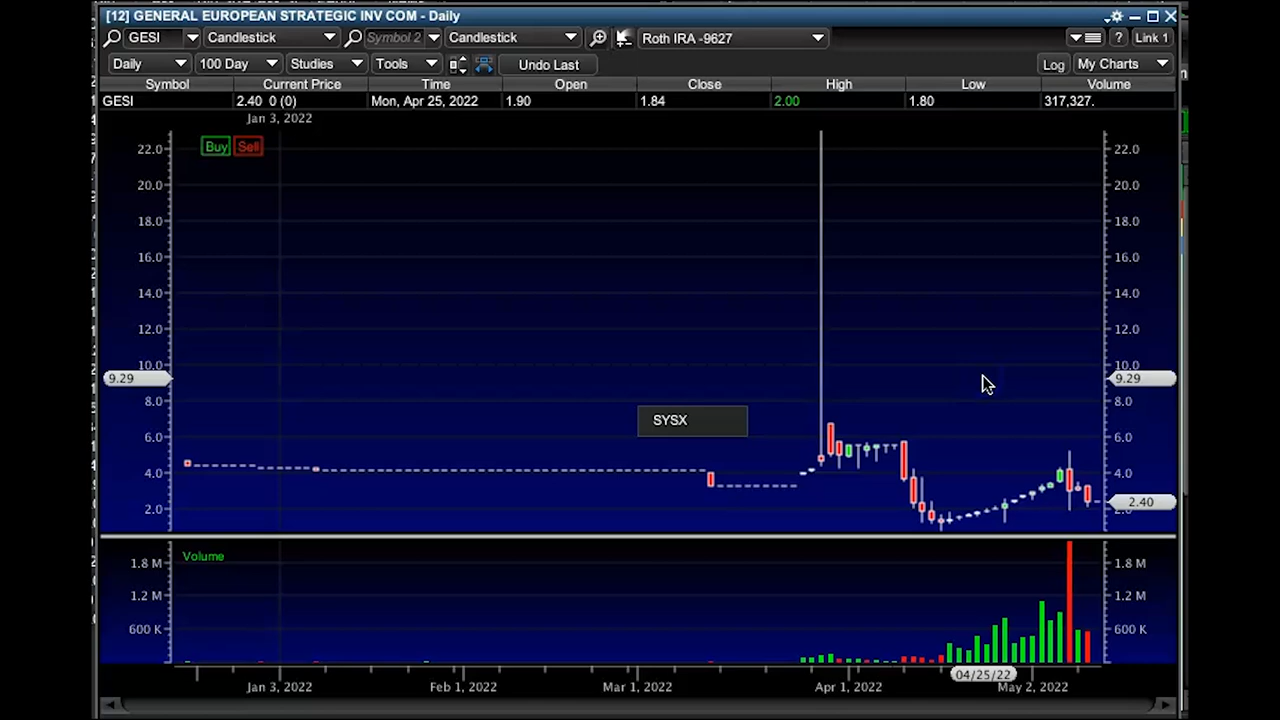 [12] GENERAL EUROPEAN STRATEGIC INV COM - Daily
GESI Candlestick Symbol 2 Candlestick Roth IRA -9627 ? Link 1
Daily 100 Day Studies Tools Undo Last Log My Charts
Symbol Current Price Time Open Close High Low Volume
GESI 2.40 0 (0) Mon, Apr 25, 2022 1.90 1.84 2.00 1.80 317,327.
Jan 3, 2022
Buy Sell
22.0 22.0
20.0 20.0
18.0 18.0
16.0 16.0
14.0 14.0
12.0 12.0
10.0 10.0
9.29 9.29
8.0 8.0
SYSX
6.0 6.0
4.0 4.0
2.40
2.0
Volume
1.8 M 1.8 M
1.2 M 1.2 M
600 K 600 K
04/25/22
Jan 3, 2022 Feb 1, 2022 Mar 1, 2022 Apr 1, 2022 May 2, 2022